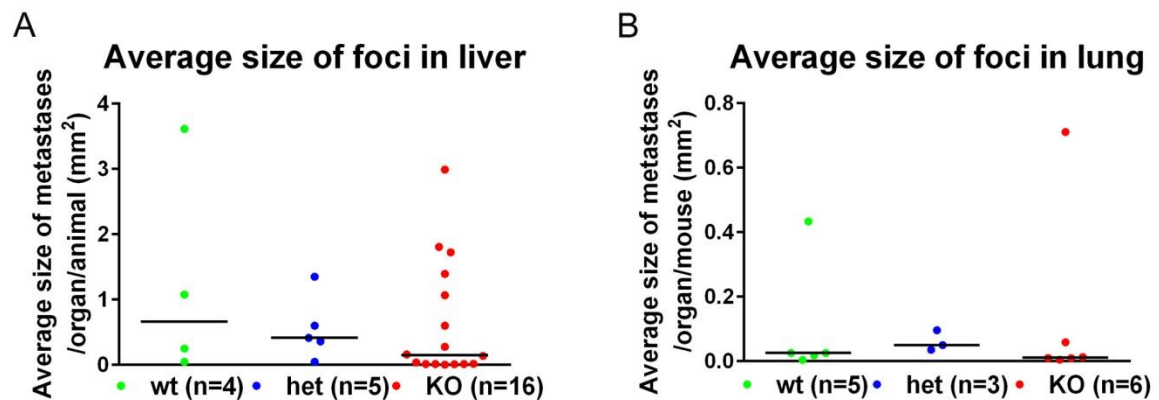 A
Average size of foci in liver
Average size of metastases
/organ/animal (mm²)
4
3
2
1
0
wt (n=4)
het (n=5)
KO (n=16)
B
Average size of foci in lung
Average size of metastases
/organ/mouse (mm²)
0.8
0.6
0.4
0.2
0.0
wt (n=5)
het (n=3)
KO (n=6)